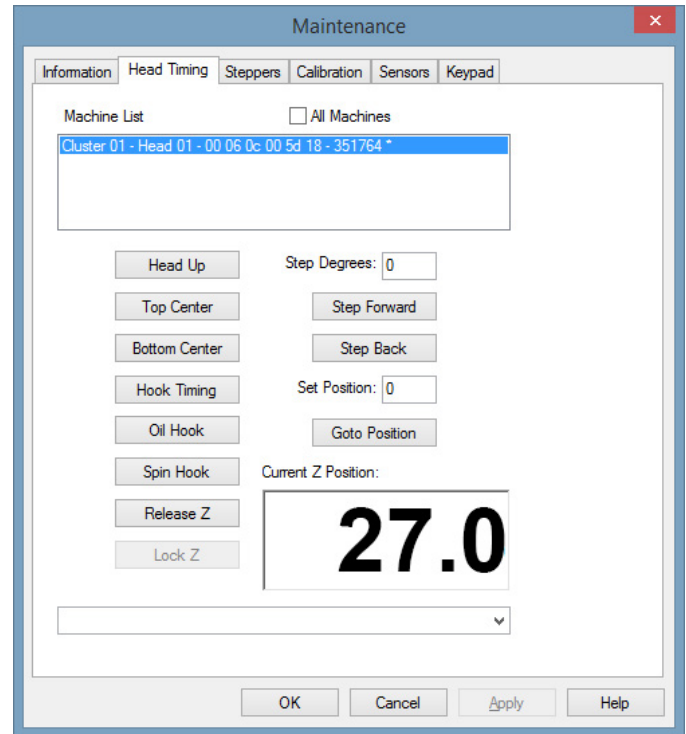 Maintenance
Information Head Timing Steppers Calibration Sensors Keypad
Machine List All Machines
Cluster 01 - Head 01 - 00 06 0c 00 5d 18 - 351764 *
Head Up Step Degrees: 0
Top Center Step Forward
Bottom Center Step Back
Hook Timing Set Position: 0
Oil Hook Goto Position
Spin Hook Current Z Position:
Release Z 27.0
Lock Z
OK Cancel Apply Help